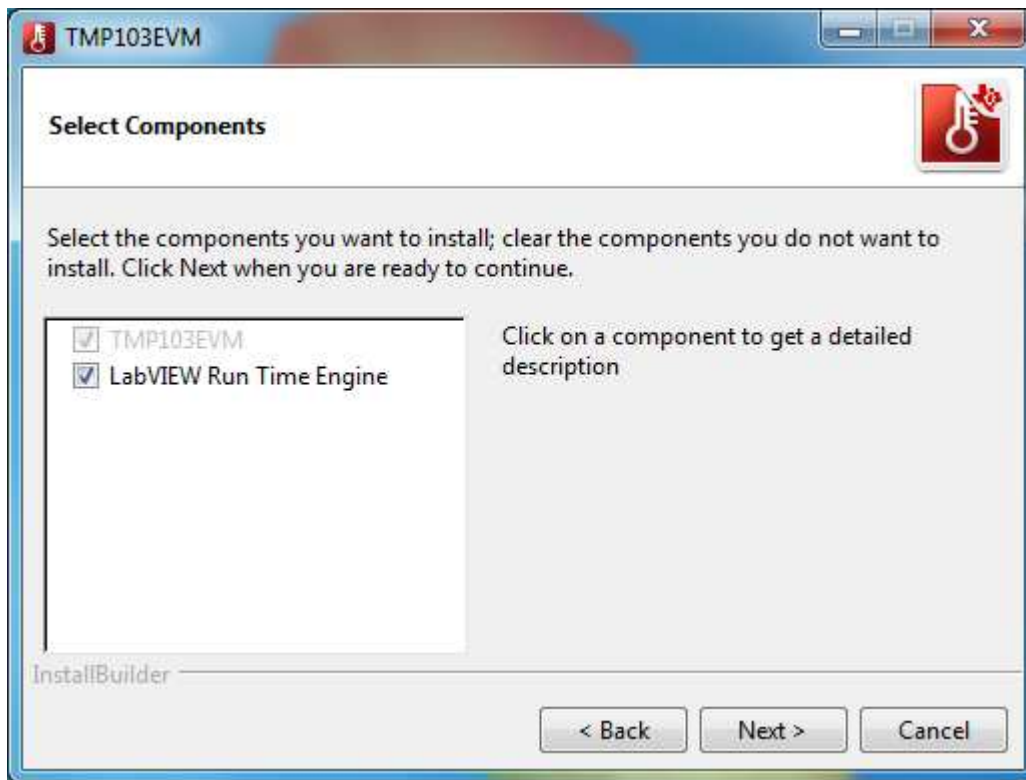 TMP103EVM
Select Components
Select the components you want to install; clear the components you do not want to
install. Click Next when you are ready to continue.
TMP103EVM
LabVIEW Run Time Engine
Click on a component to get a detailed
description
InstallBuilder
< Back
Next >
Cancel